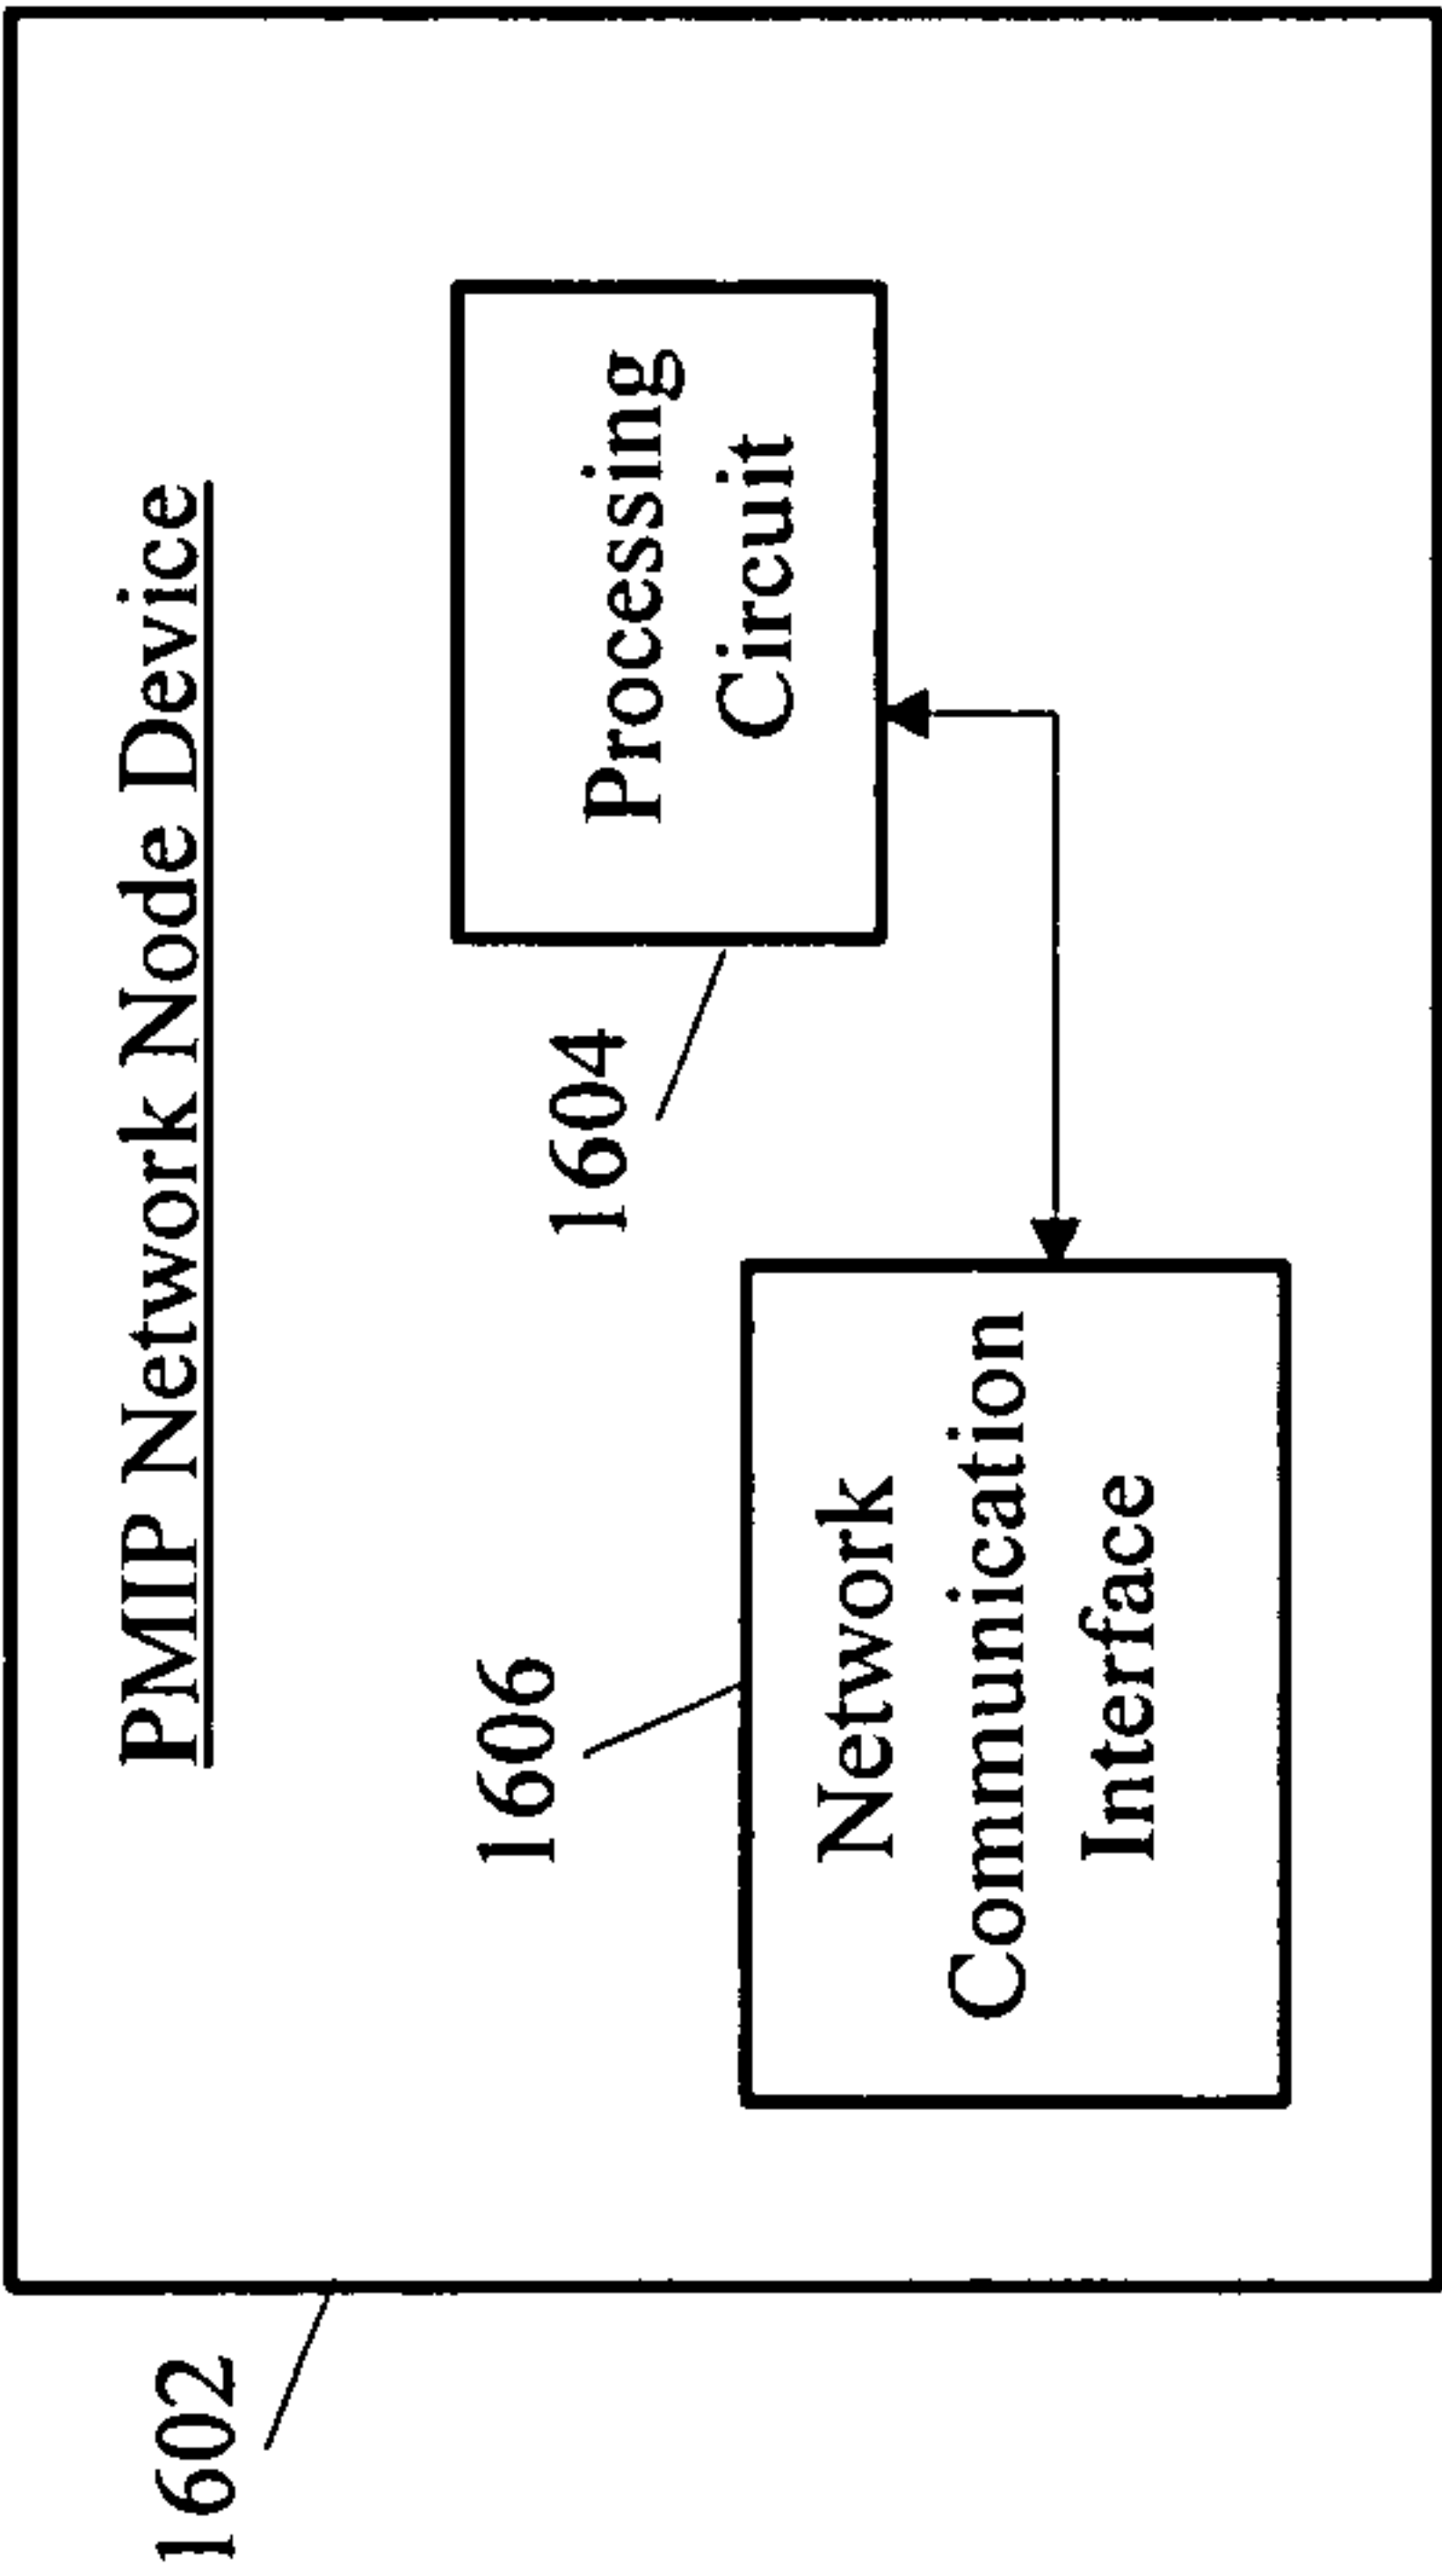 1602
PMIP Network Node Device
1604
Processing
Circuit
1606
Network
Communication
Interface